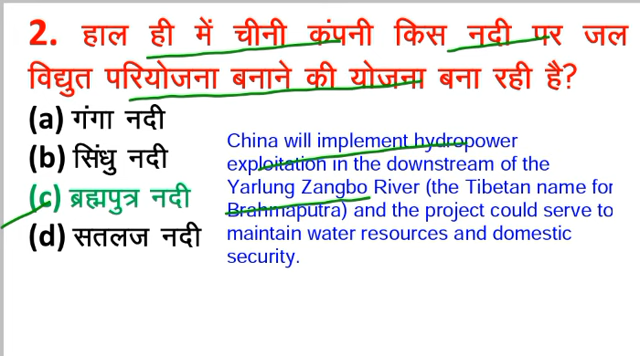 2. हाल ही में चीनी कंपनी किस नदी पर जल
विद्युत परियोजना बनाने की योजना बना रही है?
(a) गंगा नदी
(b) सिंधु नदी
(c) ब्रह्मपुत्र नदी
(d) सतलज नदी
China will implement hydropower
exploitation in the downstream of the
Yarlung Zangbo River (the Tibetan name for
Brahmaputra) and the project could serve to
maintain water resources and domestic
security.